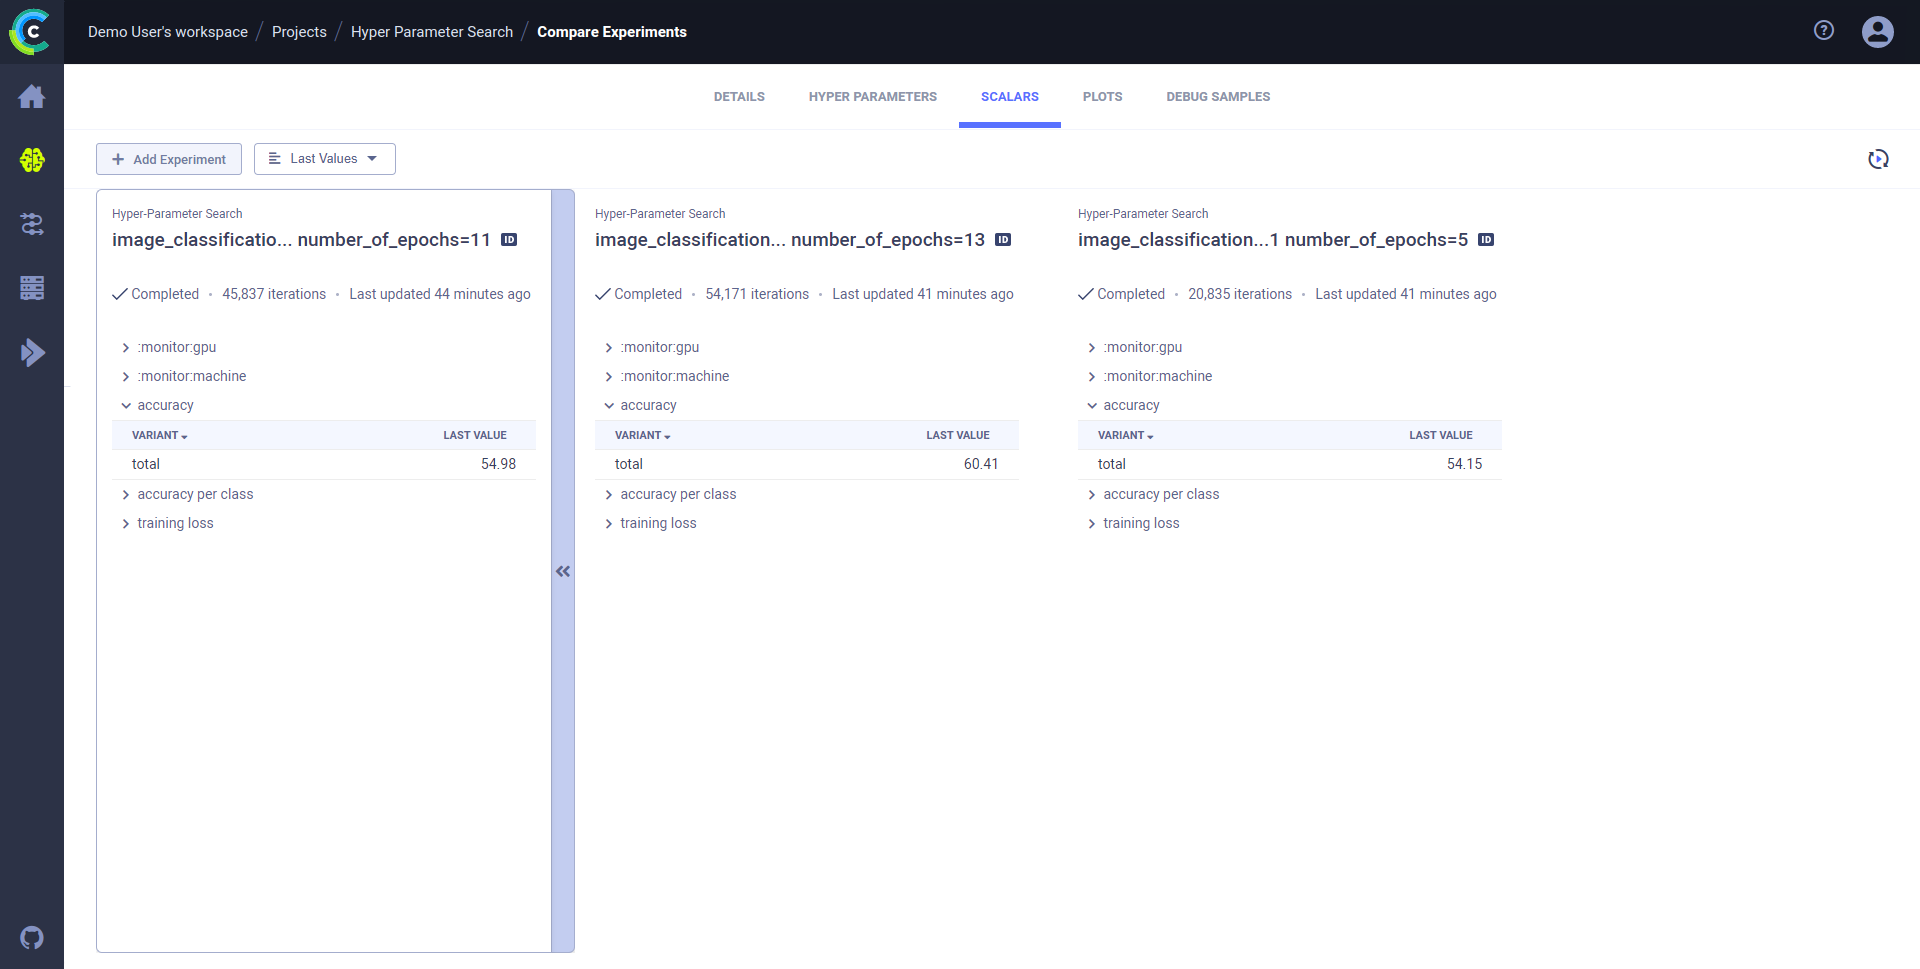 Demo User's workspace / Projects / Hyper Parameter Search / Compare Experiments
DETAILS HYPER PARAMETERS SCALARS PLOTS DEBUG SAMPLES
+ Add Experiment Last Values
Hyper-Parameter Search
image_classificatio... number_of_epochs=11 ID
Completed • 45,837 iterations • Last updated 44 minutes ago
:monitor:gpu
:monitor:machine
accuracy
VARIANT LAST VALUE
total 54.98
accuracy per class
training loss
Hyper-Parameter Search
image_classification... number_of_epochs=13 ID
Completed • 54,171 iterations • Last updated 41 minutes ago
:monitor:gpu
:monitor:machine
accuracy
VARIANT LAST VALUE
total 60.41
accuracy per class
training loss
Hyper-Parameter Search
image_classification...1 number_of_epochs=5 ID
Completed • 20,835 iterations • Last updated 41 minutes ago
:monitor:gpu
:monitor:machine
accuracy
VARIANT LAST VALUE
total 54.15
accuracy per class
training loss